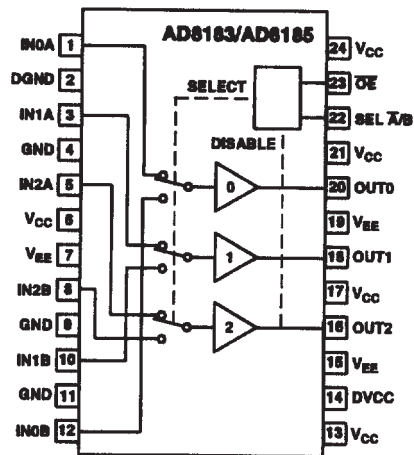 AD8183/AD8185
IN0A 1
DGND 2
IN1A 3
GND 4
IN2A 5
VCC 6
VEE 7
IN2B 8
GND 9
IN1B 10
GND 11
IN0B 12
SELECT
DISABLE
0
1
2
24 VCC
23 OE
22 SEL A/B
21 VCC
20 OUT0
19 VEE
18 OUT1
17 VCC
16 OUT2
15 VEE
14 DVCC
13 VCC